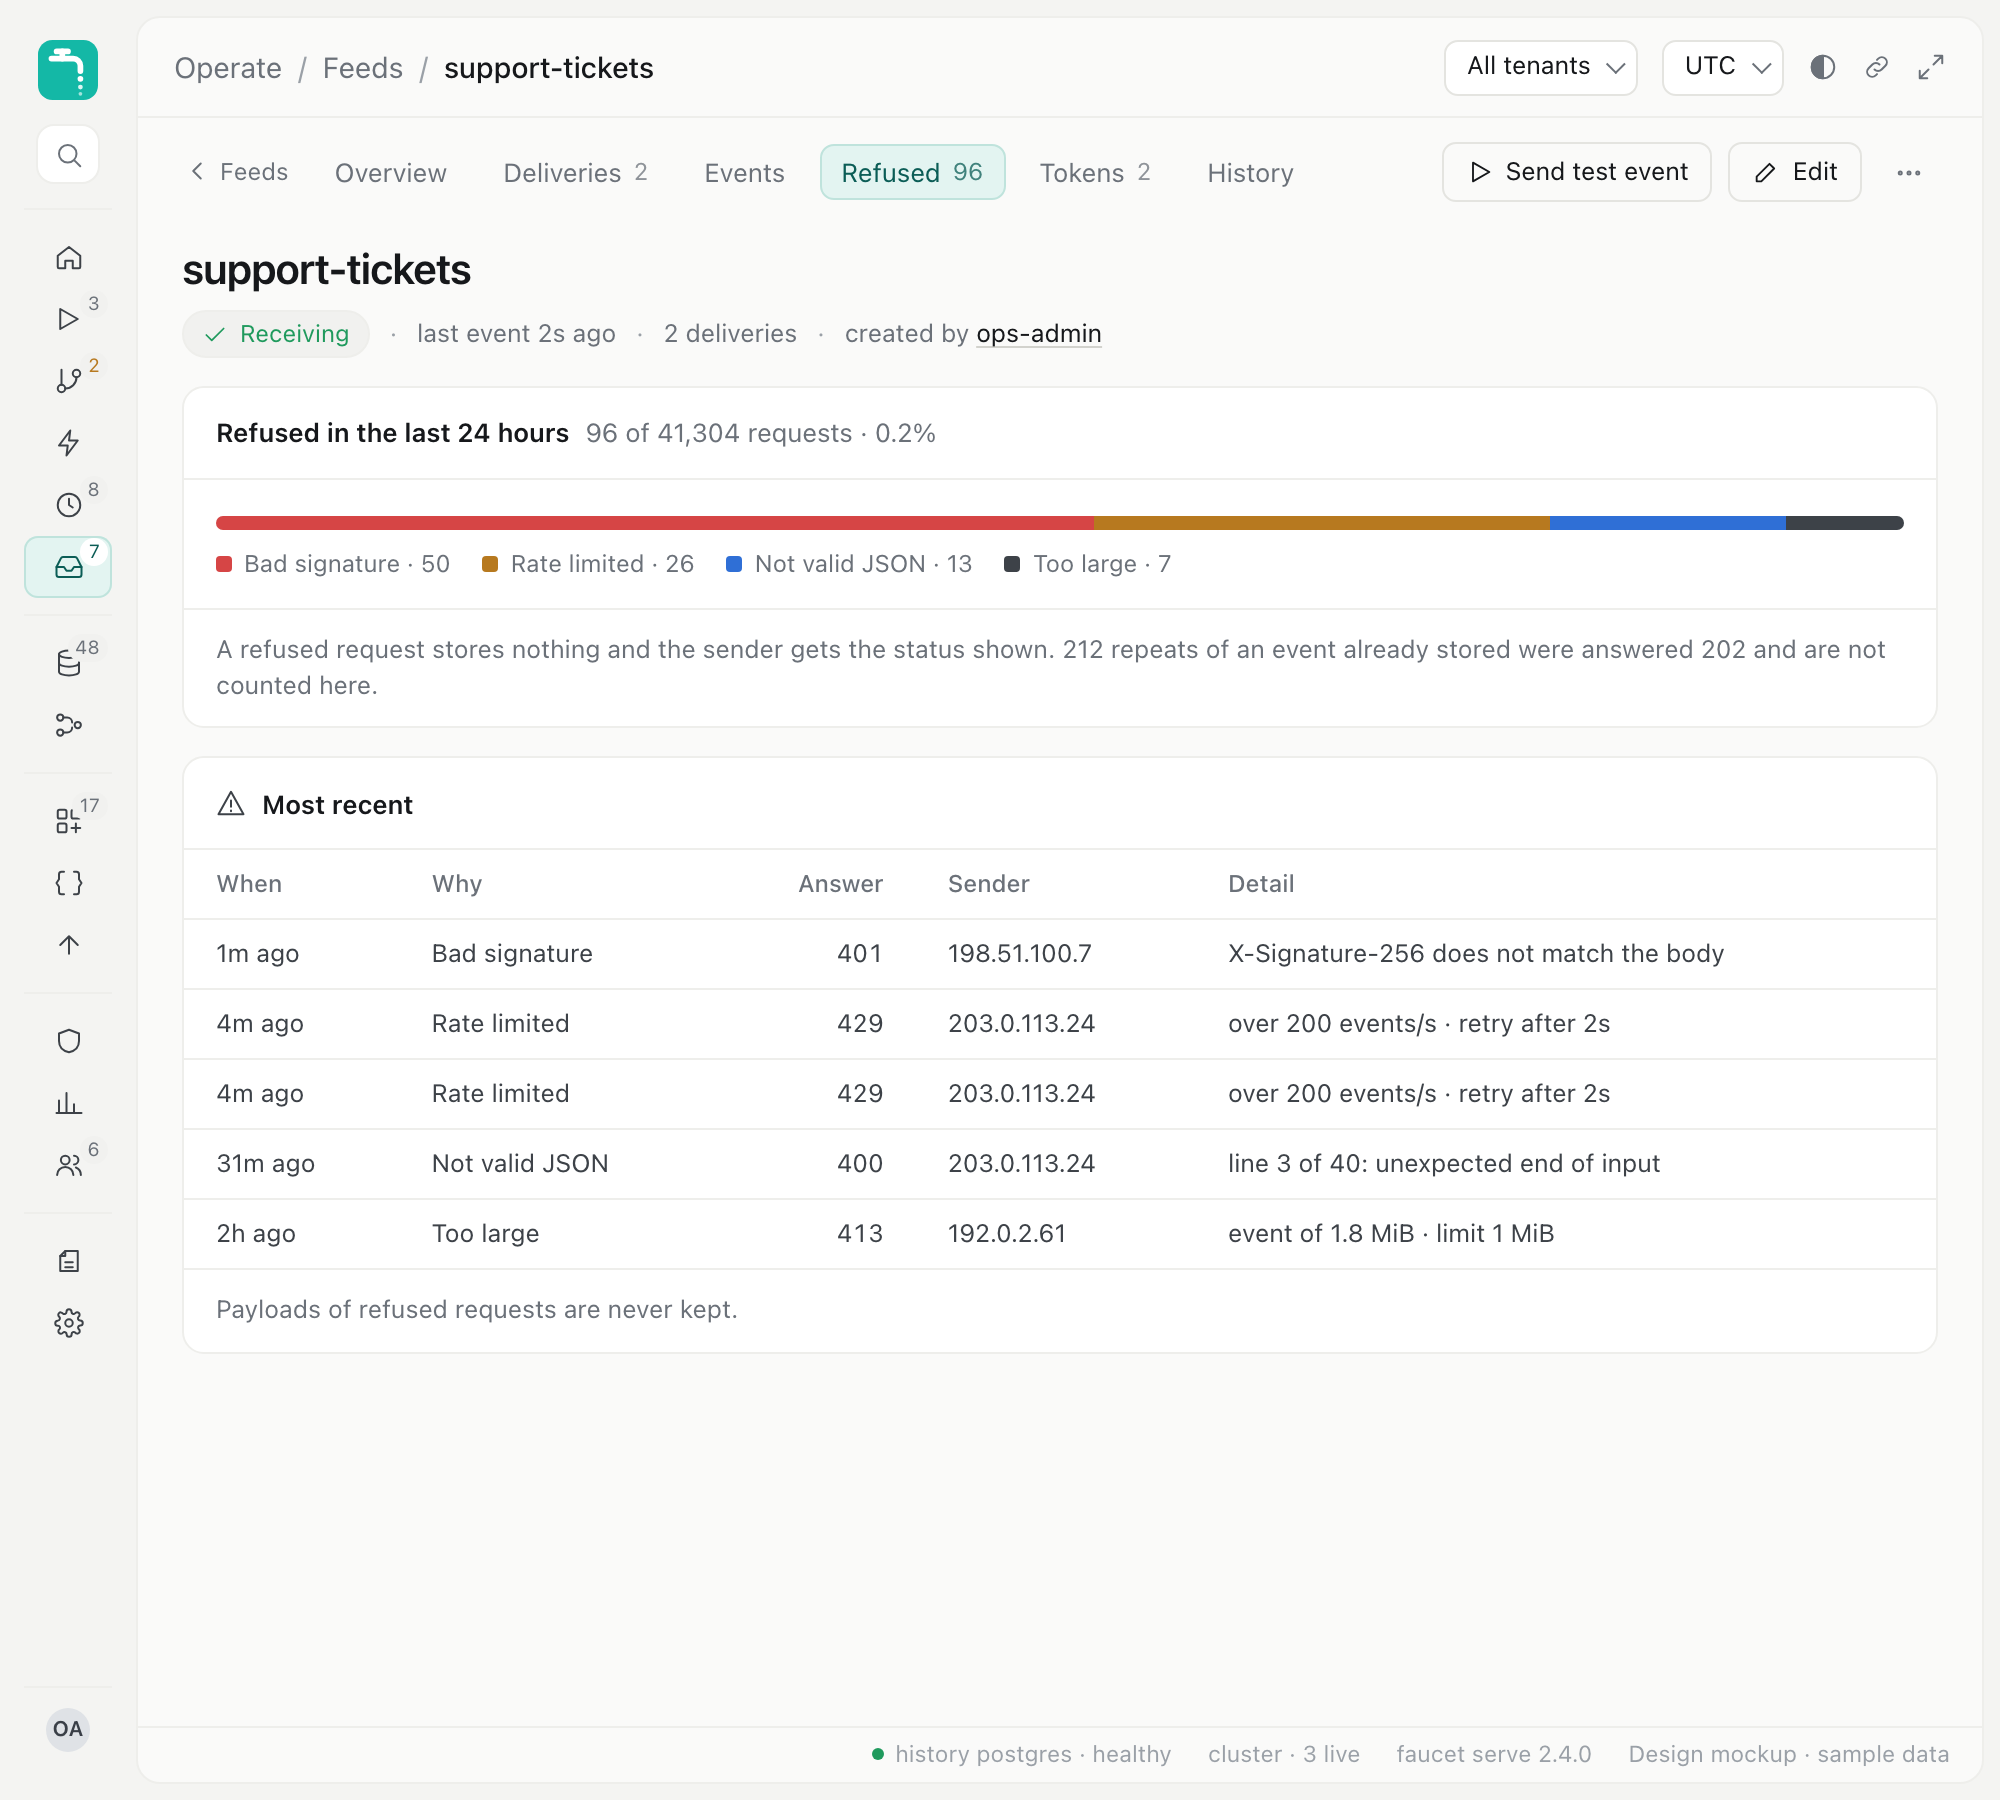 Operate / Feeds / support-tickets
All tenants
UTC
Feeds
Overview
Deliveries 2
Events
Refused 96
Tokens 2
History
Send test event
Edit
3
2
8
7
48
17
6
OA
support-tickets
Receiving · last event 2s ago · 2 deliveries · created by ops-admin
Refused in the last 24 hours 96 of 41,304 requests · 0.2%
Bad signature · 50 Rate limited · 26 Not valid JSON · 13 Too large · 7
A refused request stores nothing and the sender gets the status shown. 212 repeats of an event already stored were answered 202 and are not
counted here.
Most recent
When Why Answer Sender Detail
1m ago Bad signature 401 198.51.100.7 X-Signature-256 does not match the body
4m ago Rate limited 429 203.0.113.24 over 200 events/s · retry after 2s
4m ago Rate limited 429 203.0.113.24 over 200 events/s · retry after 2s
31m ago Not valid JSON 400 203.0.113.24 line 3 of 40: unexpected end of input
2h ago Too large 413 192.0.2.61 event of 1.8 MiB · limit 1 MiB
Payloads of refused requests are never kept.
history postgres · healthy cluster · 3 live faucet serve 2.4.0 Design mockup · sample data